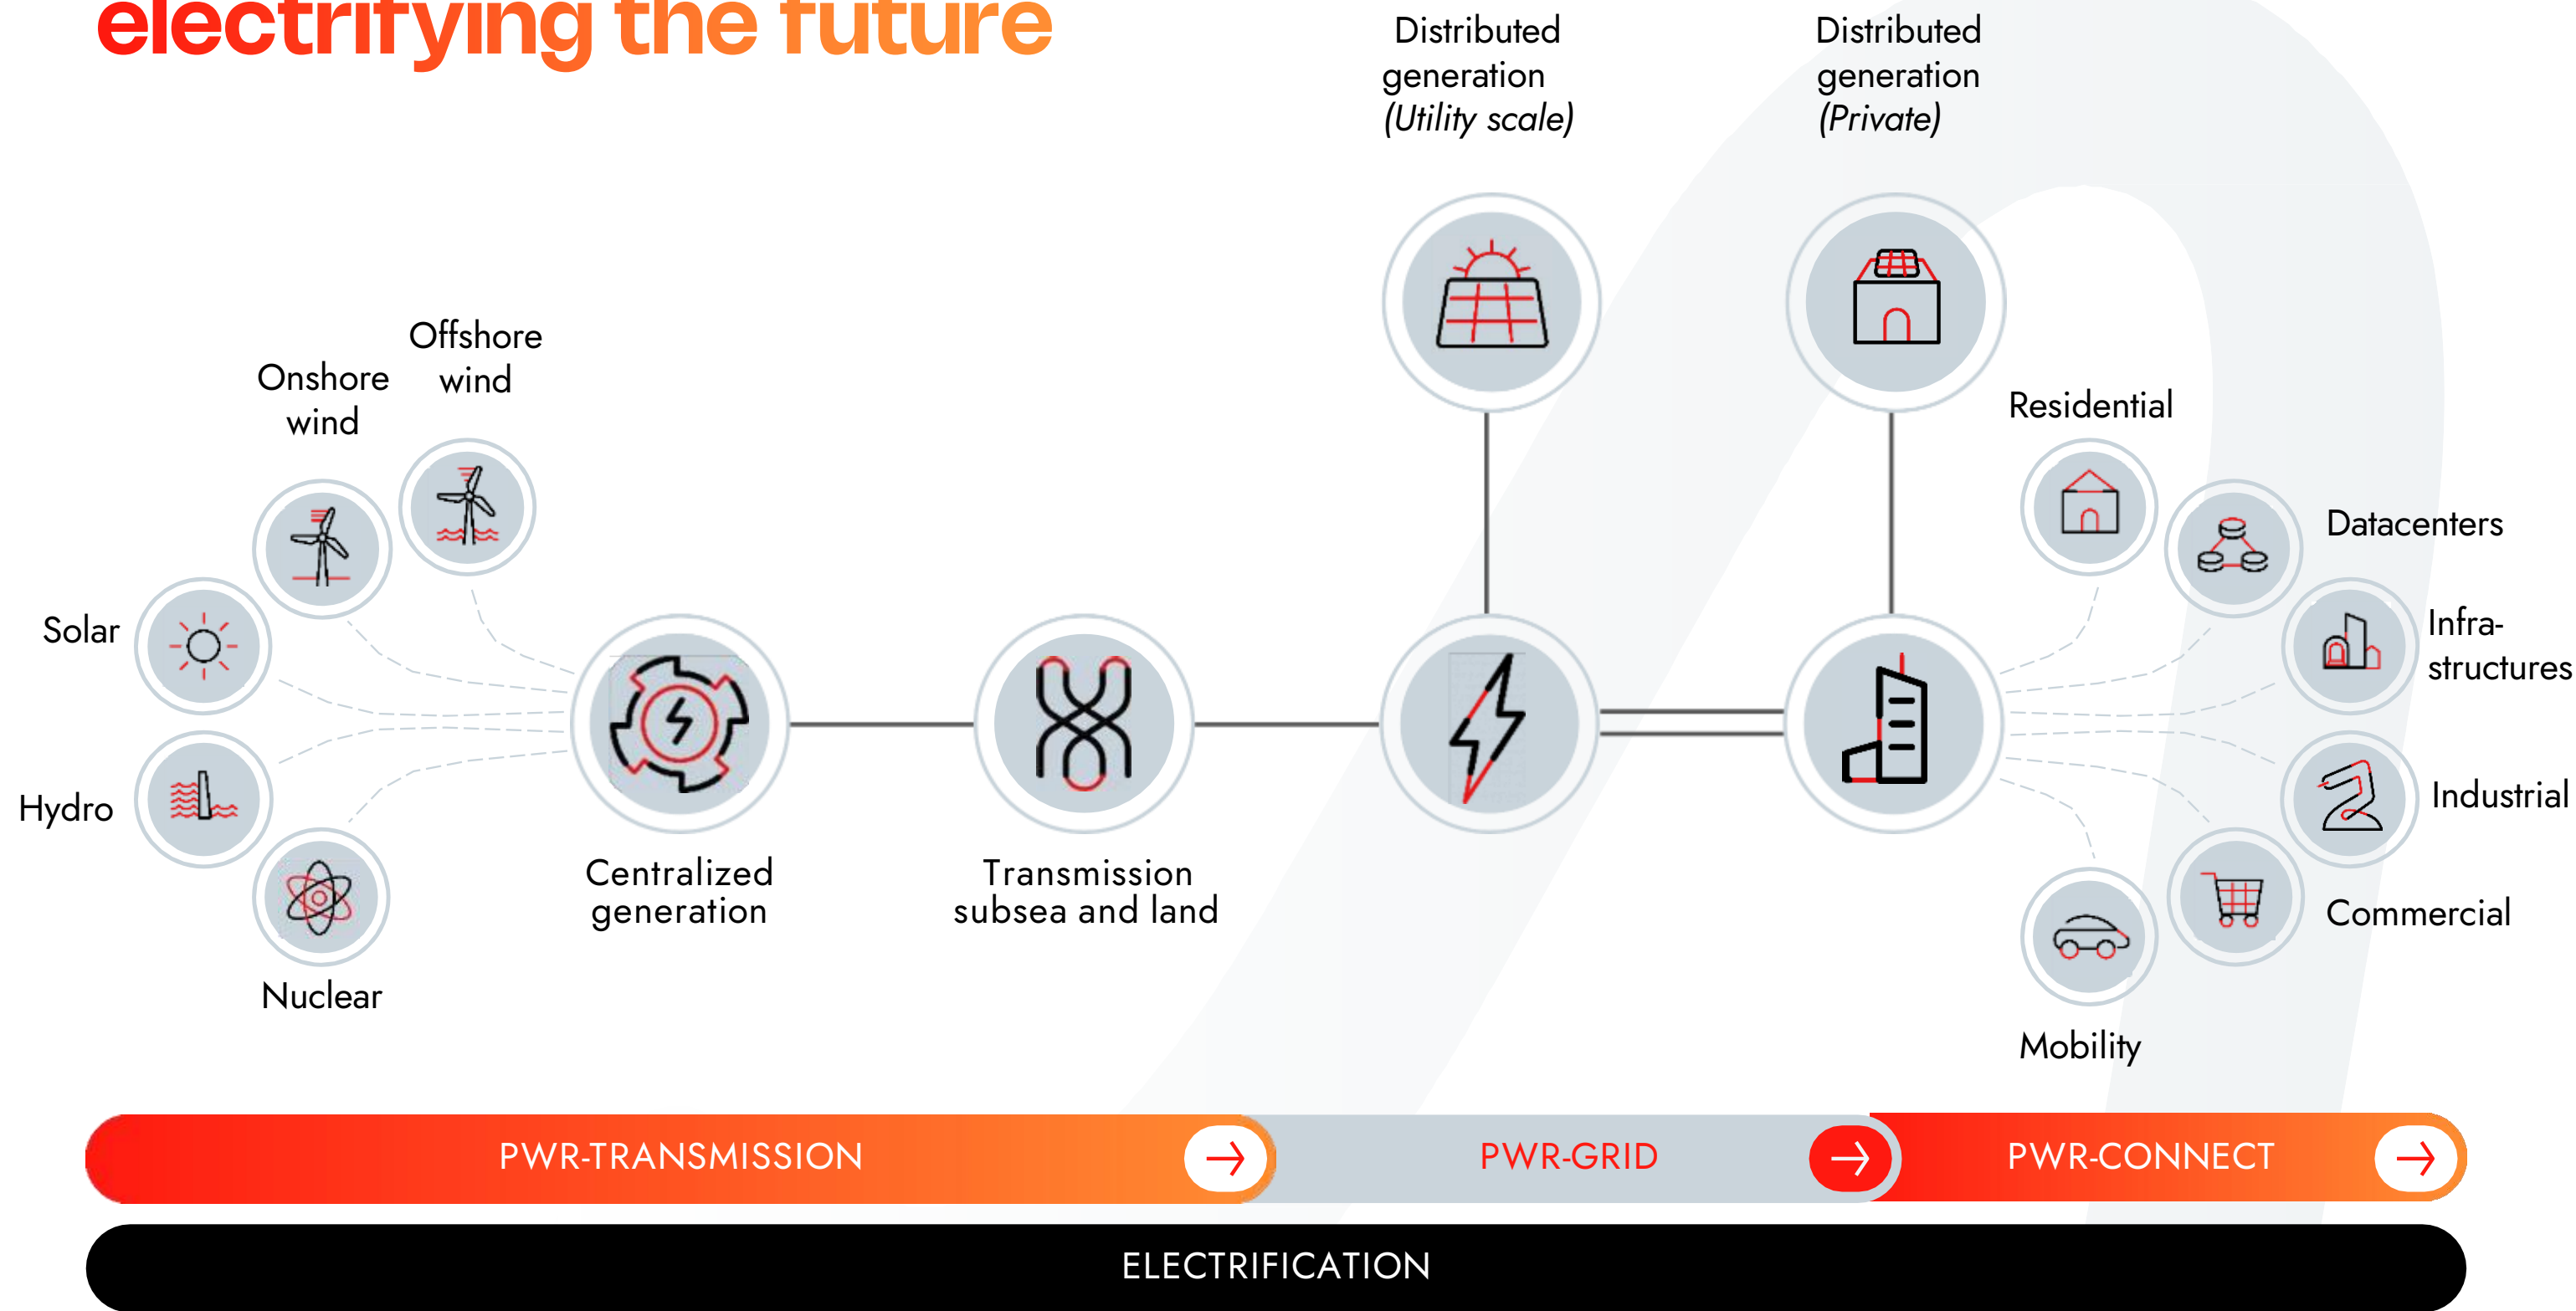 electrifying the future
Distributed
generation
(Utility scale)
Distributed
generation
(Private)
Offshore
wind
Onshore
wind
Solar
Hydro
Nuclear
Centralized
generation
Transmission
subsea and land
Residential
Datacenters
Infra-
structures
Industrial
Commercial
Mobility
PWR-TRANSMISSION
PWR-GRID
PWR-CONNECT
ELECTRIFICATION